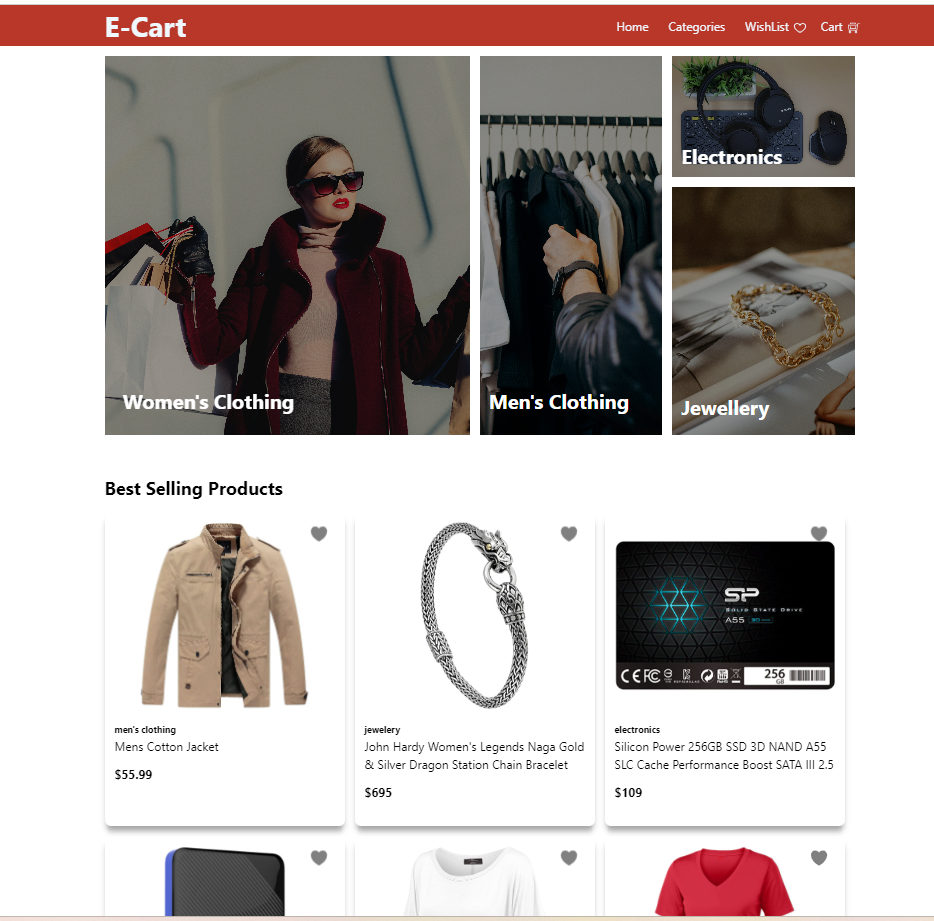 E-Cart
Home Categories WishList Cart
Women's Clothing
Men's Clothing
Electronics
Jewellery
Best Selling Products
SP
SOLID STATE DRIVE
A55
256
GB
men's clothing
Mens Cotton Jacket
$55.99
jewelery
John Hardy Women's Legends Naga Gold
& Silver Dragon Station Chain Bracelet
$695
electronics
Silicon Power 256GB SSD 3D NAND A55
SLC Cache Performance Boost SATA III 2.5
$109